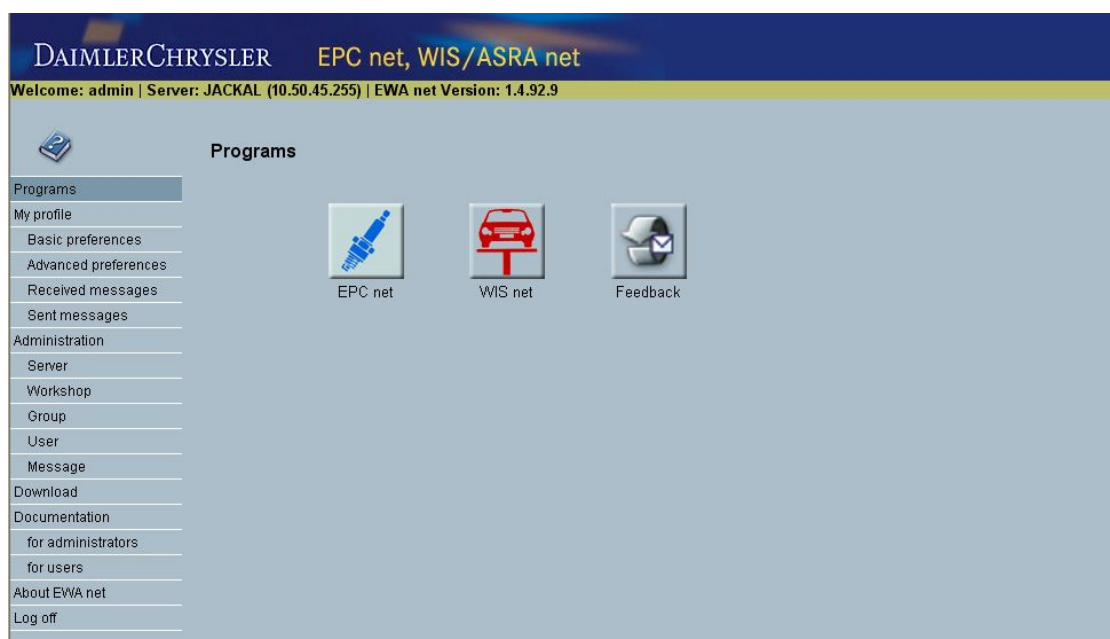 DAIMLERCHRYSLER EPC net, WIS/ASRA net
Welcome: admin | Server: JACKAL (10.50.45.255) | EWA net Version: 1.4.92.9
?
Programs
Programs
My profile
Basic preferences
Advanced preferences
Received messages
Sent messages
Administration
Server
Workshop
Group
User
Message
Download
Documentation
for administrators
for users
About EWA net
Log off
EPC net WIS net Feedback